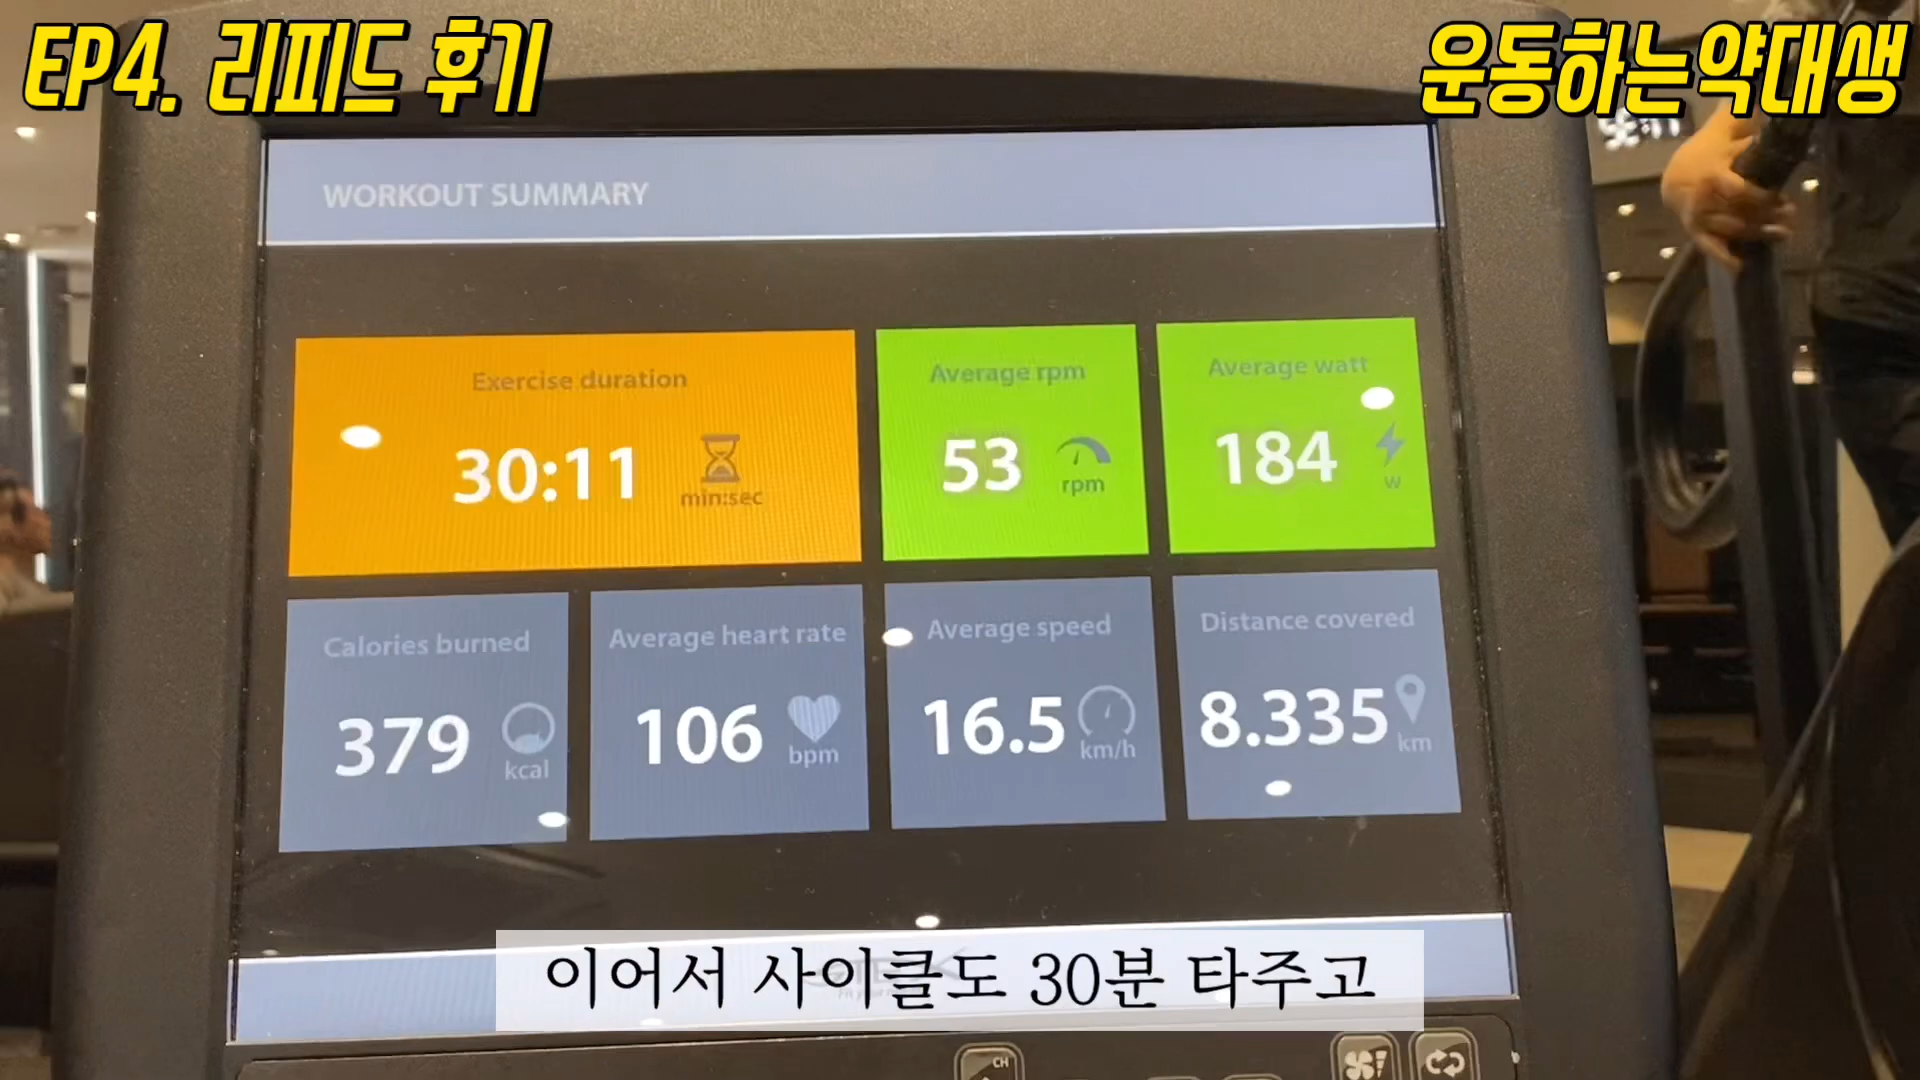 EP4. 리피드 후기
운동하는약대생
WORKOUT SUMMARY
Exercise duration
30:11
min:sec
Average rpm
53
rpm
Average watt
184
w
Calories burned
379
kcal
Average heart rate
106
bpm
Average speed
16.5
km/h
Distance covered
8.335
km
이어서 사이클도 30분 타주고
CH